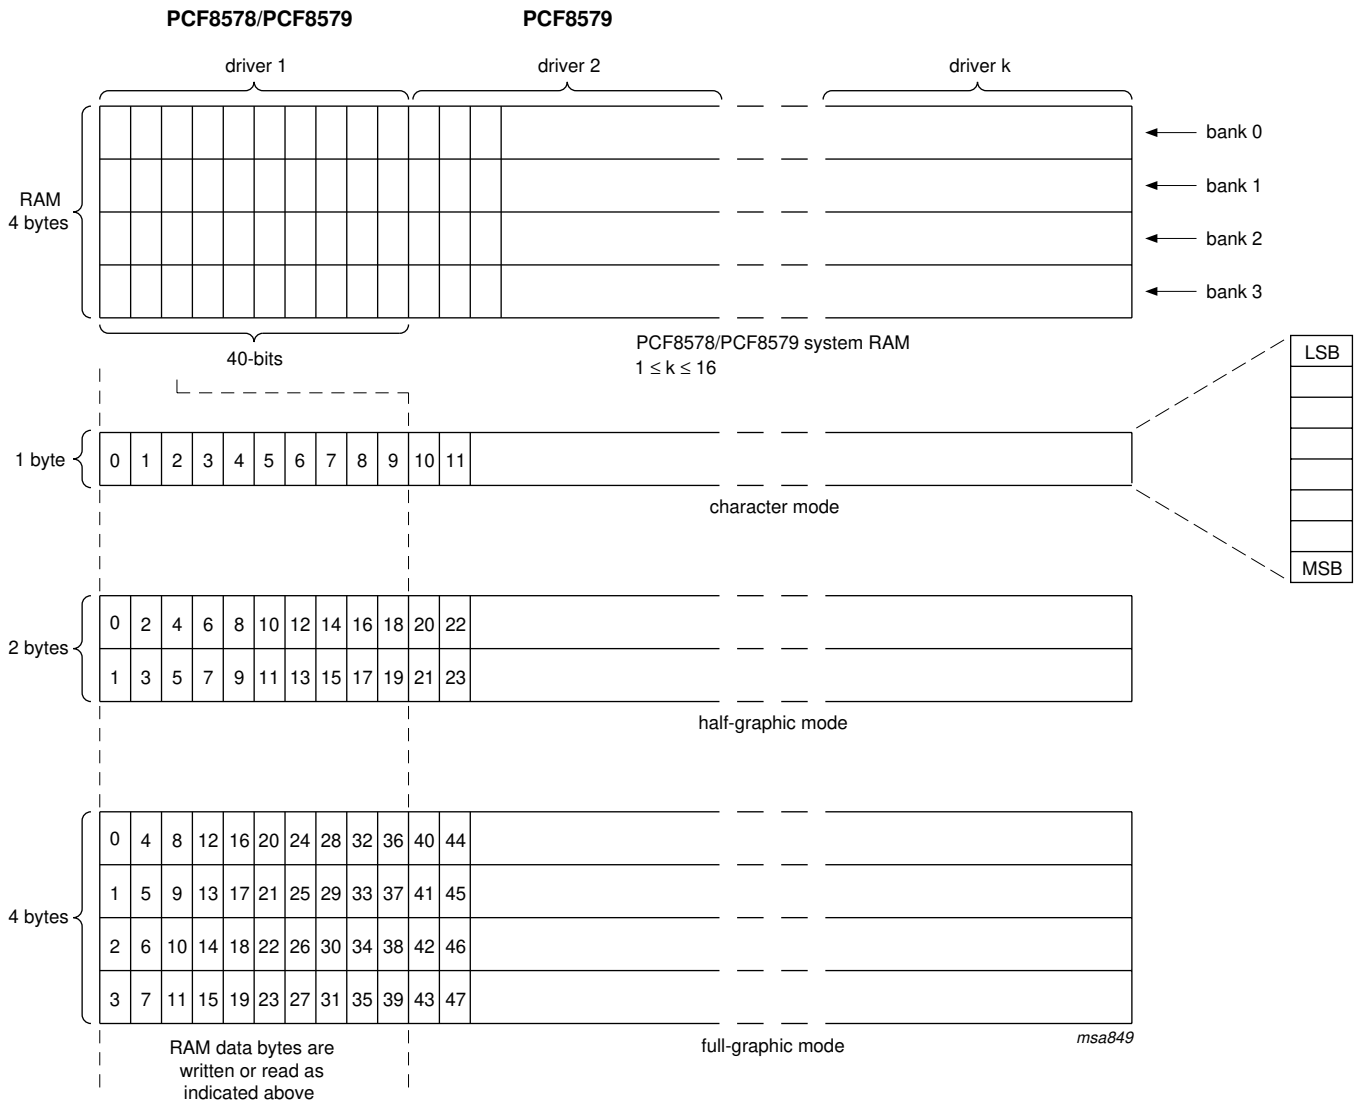 PCF8578/PCF8579 PCF8579
driver 1 driver 2 driver k
bank 0
RAM
4 bytes
bank 1
bank 2
bank 3
40-bits
PCF8578/PCF8579 system RAM
1 ≤ k ≤ 16
LSB
1 byte 0 1 2 3 4 5 6 7 8 9 10 11
character mode
MSB
2 bytes
0 2 4 6 8 10 12 14 16 18 20 22
1 3 5 7 9 11 13 15 17 19 21 23
half-graphic mode
4 bytes
0 4 8 12 16 20 24 28 32 36 40 44
1 5 9 13 17 21 25 29 33 37 41 45
2 6 10 14 18 22 26 30 34 38 42 46
3 7 11 15 19 23 27 31 35 39 43 47
full-graphic mode
msa849
RAM data bytes are
written or read as
indicated above